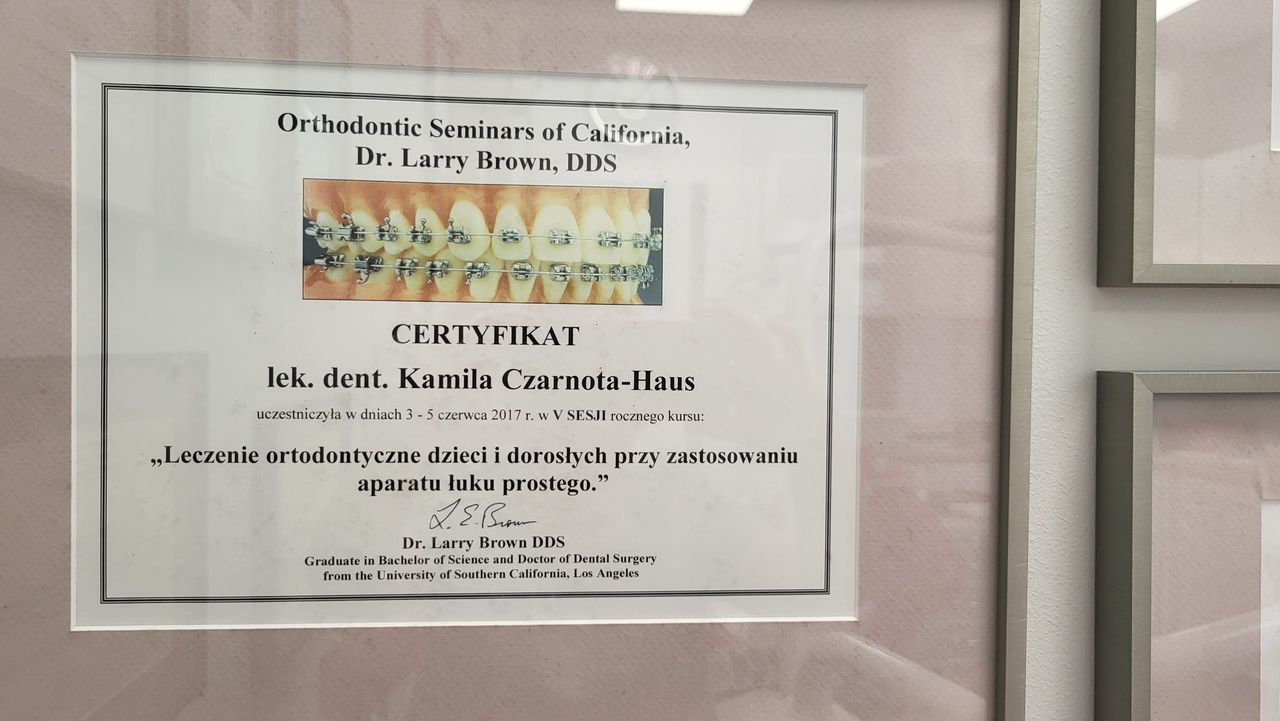 Orthodontic Seminars of California,
Dr. Larry Brown, DDS
CERTYFIKAT
lek. dent. Kamila Czarnota-Haus
uczestniczyła w dniach 3 - 5 czerwca 2017 r. w V SESJI rocznego kursu:
„Leczenie ortodontyczne dzieci i dorosłych przy zastosowaniu
aparatu łuku prostego.”
L. E. Brown
Dr. Larry Brown DDS
Graduate in Bachelor of Science and Doctor of Dental Surgery
from the University of Southern California, Los Angeles